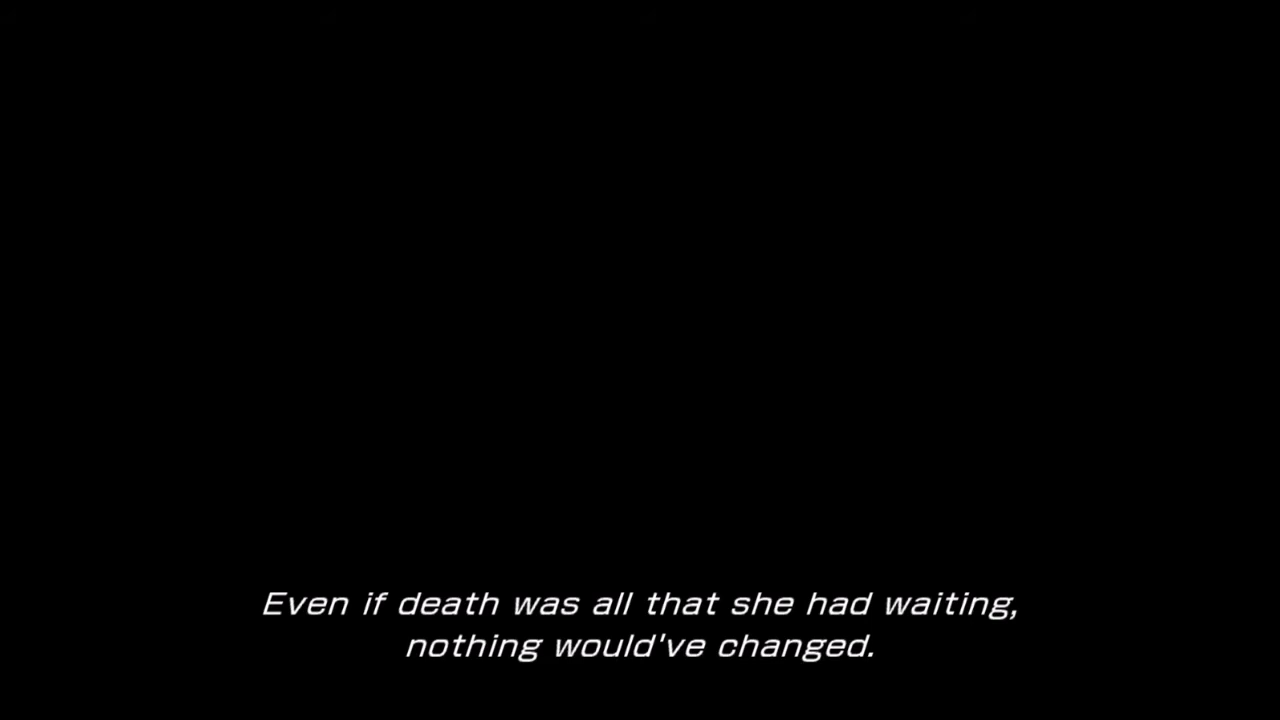 Even if death was all that she had waiting,
nothing would've changed.